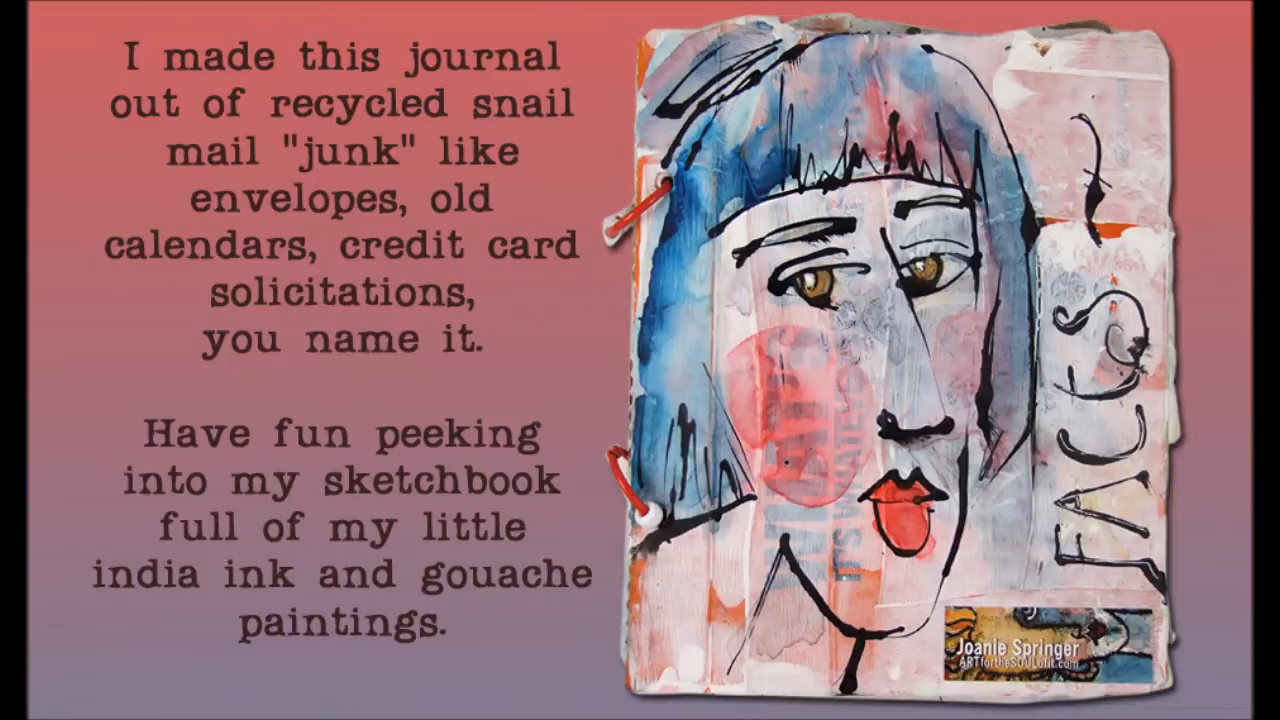 I made this journal
out of recycled snail
mail "junk" like
envelopes, old
calendars, credit card
solicitations,
you name it.
Have fun peeking
into my sketchbook
full of my little
india ink and gouache
paintings.
FACES
Joanie Springer
ARTfortheSOULofit.com